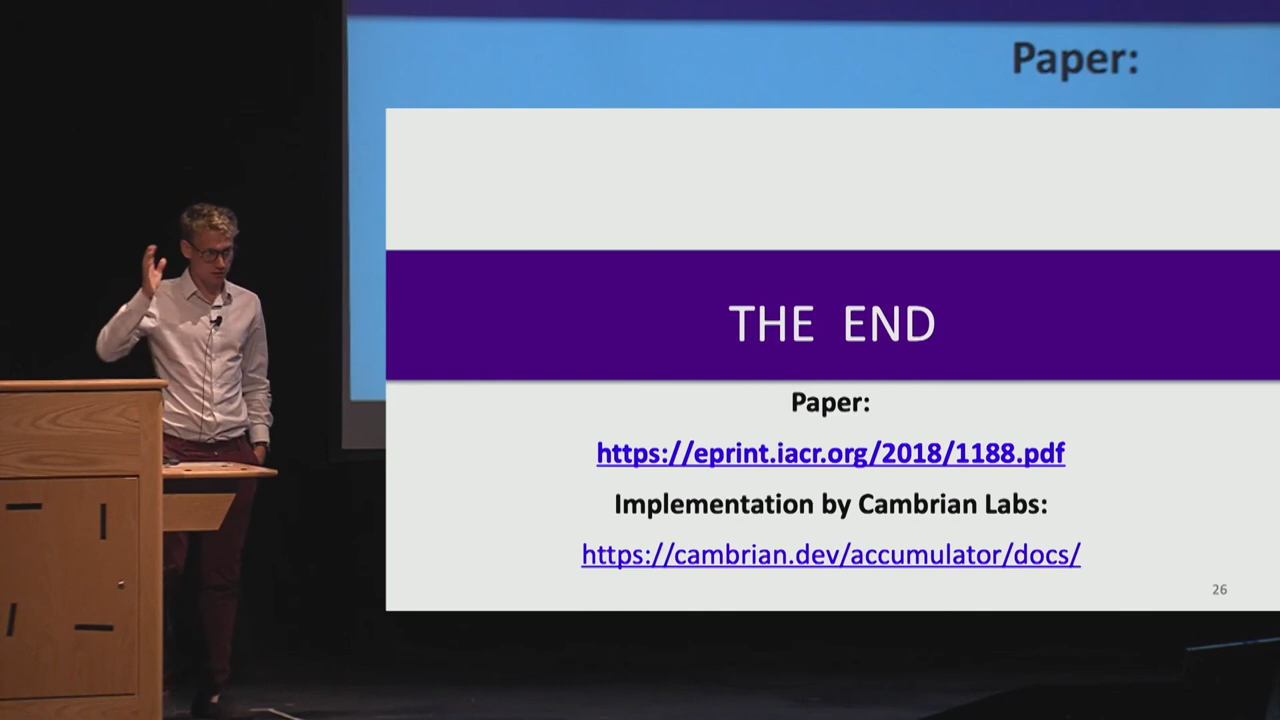 Paper:
THE END
Paper:
https://eprint.iacr.org/2018/1188.pdf
Implementation by Cambrian Labs:
https://cambrian.dev/accumulator/docs/
26